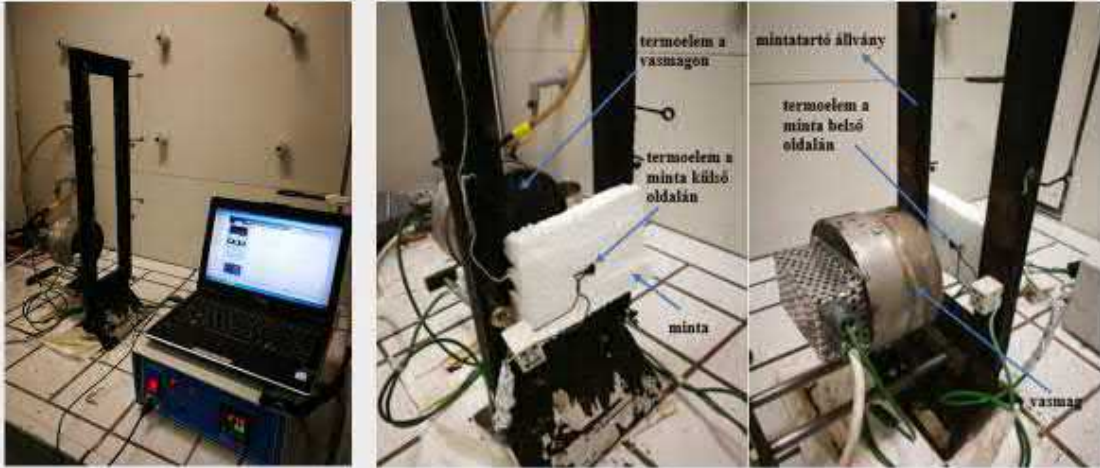 termoelem a
vasmagon
termoelem a
minta külső
oldalán
minta
mintatartó állvány
termoelem a
minta belső
oldalán
vasmag